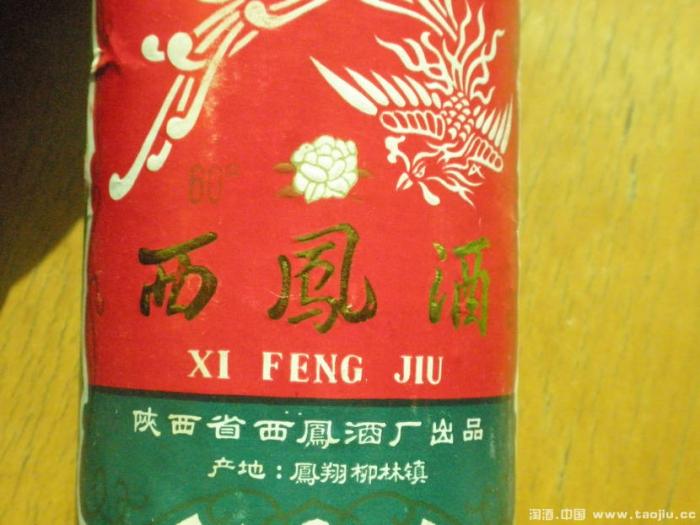 60°
西鳳酒
XI FENG JIU
陕西省西鳳酒厂出品
产地：鳳翔柳林镇
淘酒.中国 www.taojiu.cc